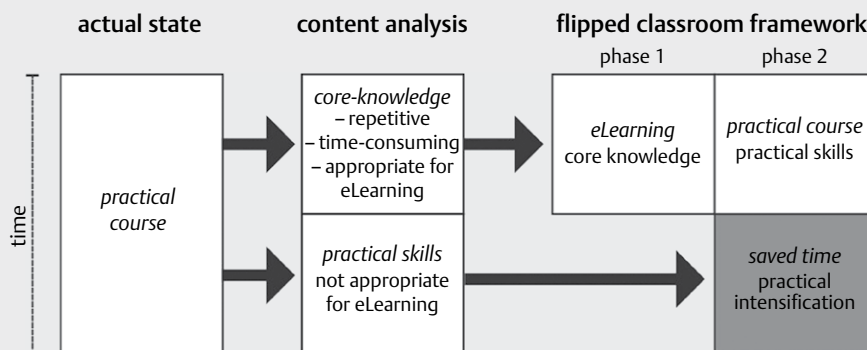 actual state
content analysis
flipped classroom framework
phase 1
phase 2
time
practical
course
core-knowledge
– repetitive
– time-consuming
– appropriate for
eLearning
practical skills
not appropriate
for eLearning
eLearning
core knowledge
practical course
practical skills
saved time
practical
intensification